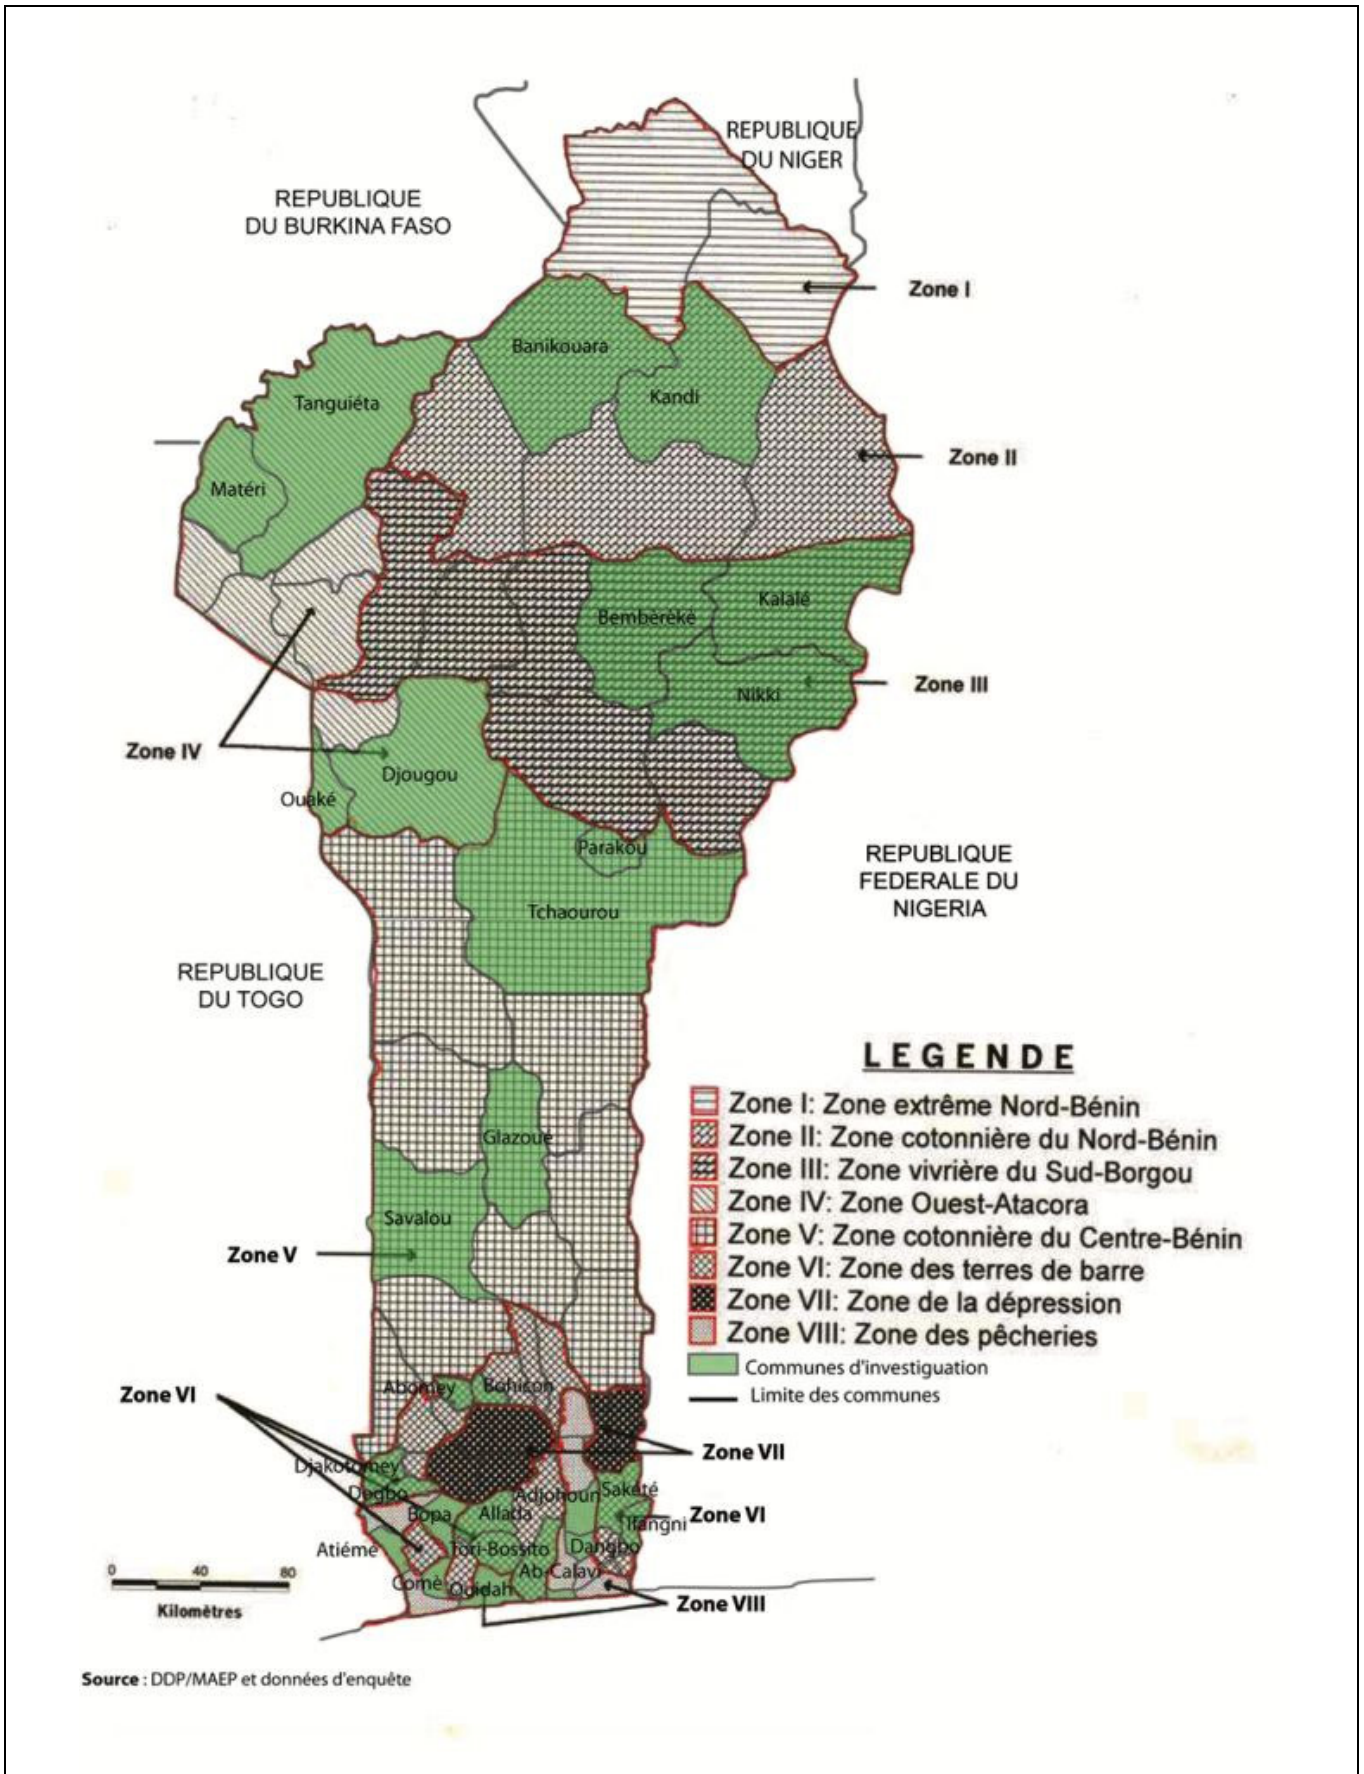 REPUBLIQUE
DU NIGER
REPUBLIQUE
DU BURKINA FASO
Zone I
Banikouara
Kandi
Tanguiéta
Zone II
Matéri
Kalalé
Bembèrèkè
Zone III
Nikki
Zone IV
Djougou
Ouaké
Parakou
REPUBLIQUE
FEDERALE DU
NIGERIA
Tchaourou
REPUBLIQUE
DU TOGO
LEGENDE
Zone I: Zone extrême Nord-Bénin
Zone II: Zone cotonnière du Nord-Bénin
Zone III: Zone vivrière du Sud-Borgou
Zone IV: Zone Ouest-Atacora
Zone V: Zone cotonnière du Centre-Bénin
Zone VI: Zone des terres de barre
Zone VII: Zone de la dépression
Zone VIII: Zone des pêcheries
Communes d'investiguation
Limite des communes
Glazoué
Savalou
Zone V
Abomey
Bohicon
Zone VI
Zone VII
Djakotomey
Dogbo
Adjohoun
Sakété
Bopa
Allada
Zone VI
Ifangni
Atiéme
Tori-Bossito
Dangbo
Ab-Calavi
Comè
Ouidah
Zone VIII
0 40 80
Kilomètres
Source : DDP/MAEP et données d'enquête